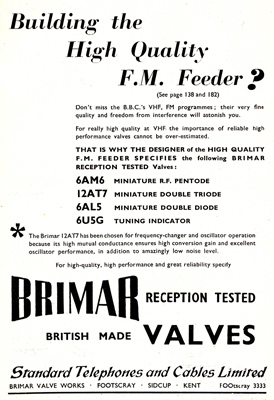 Building the
High Quality
F.M. Feeder?
(See page 138 and 182)
Don't miss the B.B.C.'s VHF, FM programmes; their very fine
quality and freedom from interference will astonish you.
For really high quality at VHF the importance of reliable high
performance valves cannot be over-estimated.
THAT IS WHY THE DESIGNER of the HIGH QUALITY
F.M. FEEDER SPECIFIES the following BRIMAR
RECEPTION TESTED Valves:
6AM6 MINIATURE R.F. PENTODE
12AT7 MINIATURE DOUBLE TRIODE
6AL5 MINIATURE DOUBLE DIODE
6U5G TUNING INDICATOR
* The Brimar 12AT7 has been chosen for frequency-changer and oscillator operation
because its high mutual conductance ensures high conversion gain and excellent
oscillator performance, in addition to amazingly low noise level.
For high-quality, high performance and great reliability specify
BRIMAR RECEPTION TESTED
BRITISH MADE VALVES
Standard Telephones and Cables Limited
BRIMAR VALVE WORKS · FOOTSCRAY · SIDCUP · KENT FOOtscray 3333